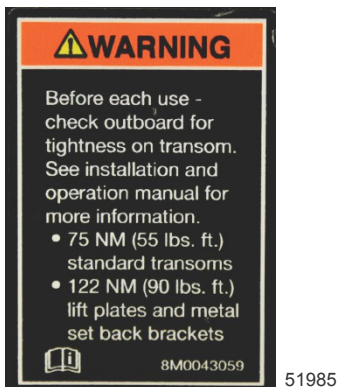 WARNING
Before each use -
check outboard for
tightness on transom.
See installation and
operation manual for
more information.
• 75 NM (55 lbs. ft.)
standard transoms
• 122 NM (90 lbs. ft.)
lift plates and metal
set back brackets
8M0043059
51985